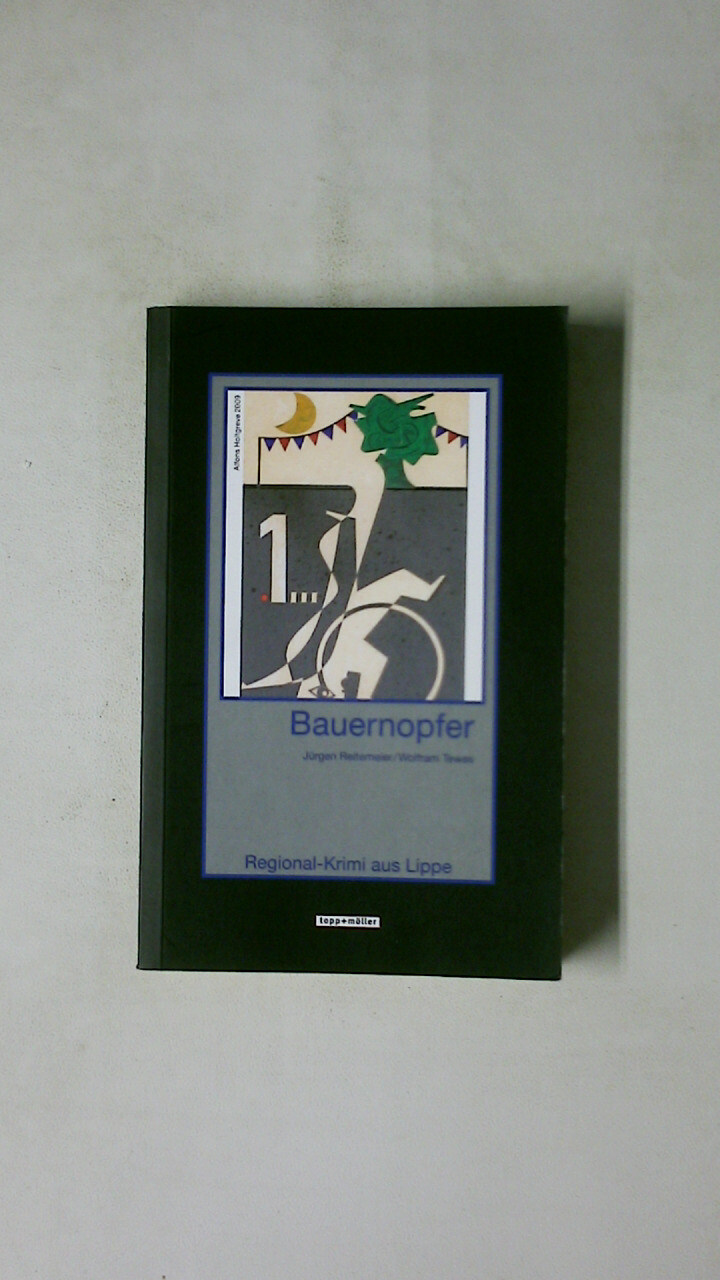 Alfons Holtgreve 2009
1...
Bauernopfer
Jürgen Reitemeier/Wolfram Tewes
Regional-Krimi aus Lippe
topp+möller